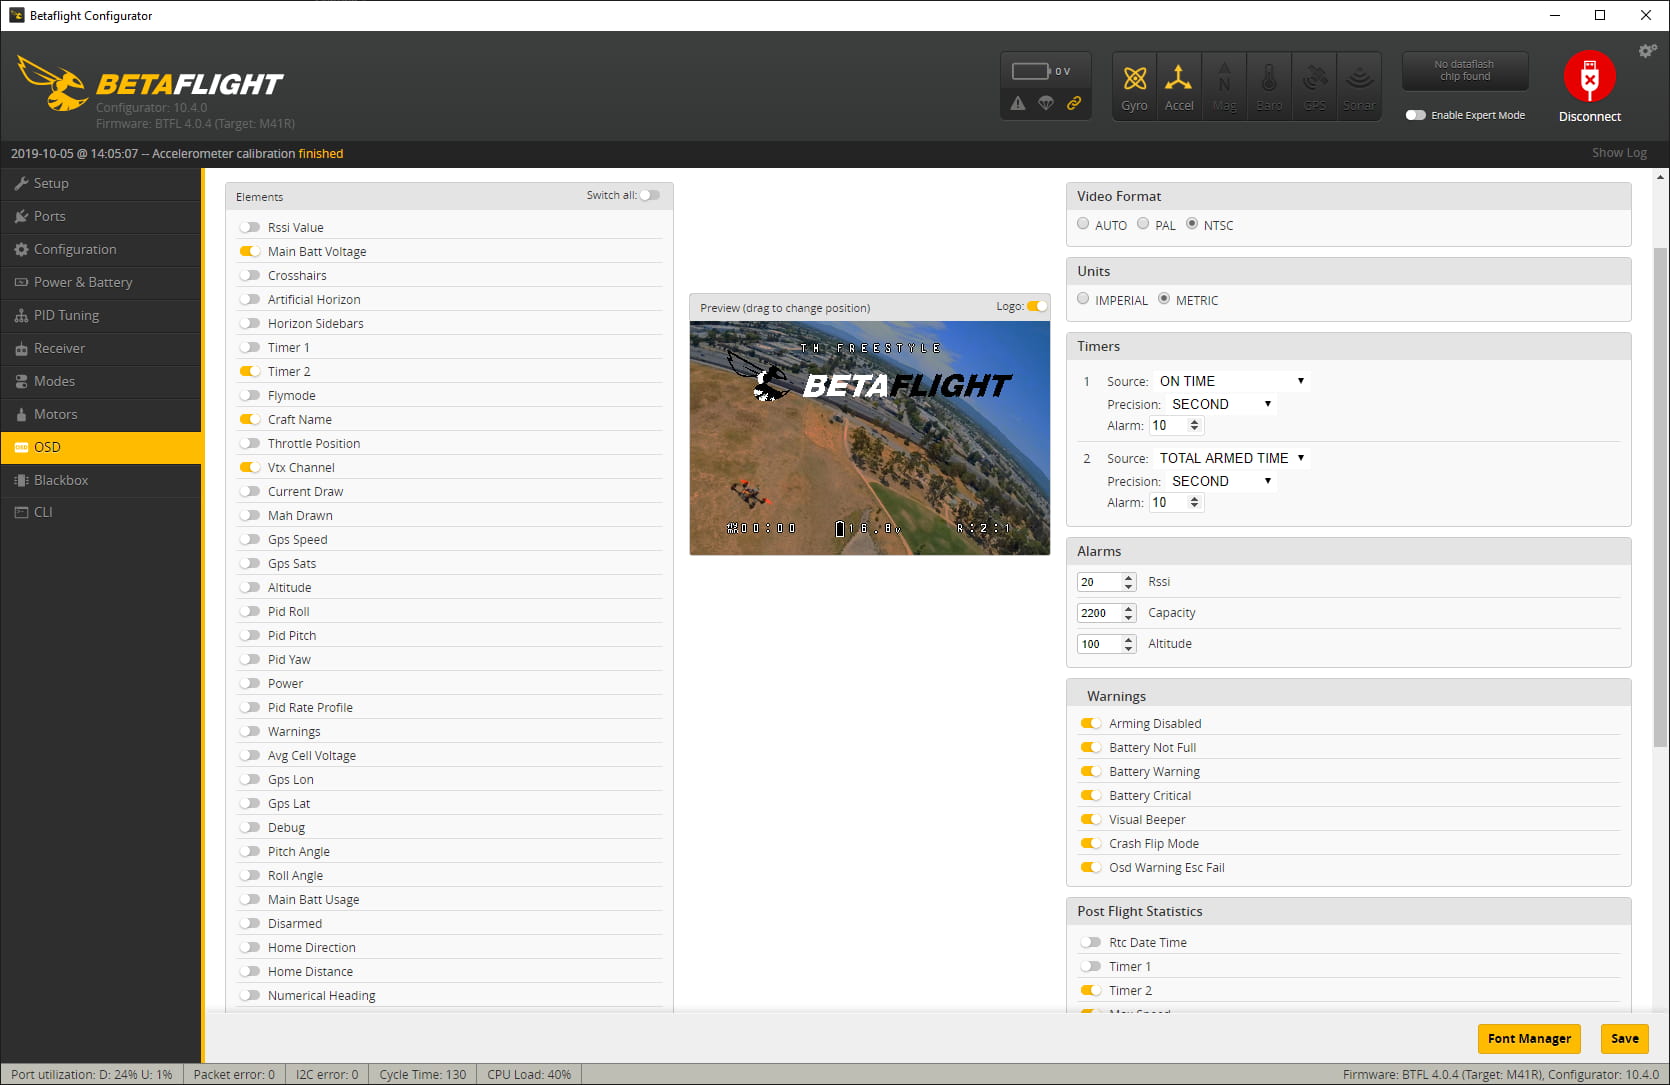 Betaflight Configurator
BETAFLIGHT
Configurator: 10.4.0
Firmware: BTFL 4.0.4 (Target: M41R)
0 V
Gyro
Accel
Mag
Baro
GPS
Sonar
No dataflash
chip found
Enable Expert Mode
Disconnect
2019-10-05 @ 14:05:07 -- Accelerometer calibration finished
Show Log
Setup
Ports
Configuration
Power & Battery
PID Tuning
Receiver
Modes
Motors
OSD
Blackbox
CLI
Elements
Switch all:
Rssi Value
Main Batt Voltage
Crosshairs
Artificial Horizon
Horizon Sidebars
Timer 1
Timer 2
Flymode
Craft Name
Throttle Position
Vtx Channel
Current Draw
Mah Drawn
Gps Speed
Gps Sats
Altitude
Pid Roll
Pid Pitch
Pid Yaw
Power
Pid Rate Profile
Warnings
Avg Cell Voltage
Gps Lon
Gps Lat
Debug
Pitch Angle
Roll Angle
Main Batt Usage
Disarmed
Home Direction
Home Distance
Numerical Heading
Preview (drag to change position)
Logo:
TH FREESTYLE
BETAFLIGHT
00:00
16.8v
R:2:1
Video Format
AUTO
PAL
NTSC
Units
IMPERIAL
METRIC
Timers
1 Source: ON TIME
Precision: SECOND
Alarm: 10
2 Source: TOTAL ARMED TIME
Precision: SECOND
Alarm: 10
Alarms
20 Rssi
2200 Capacity
100 Altitude
Warnings
Arming Disabled
Battery Not Full
Battery Warning
Battery Critical
Visual Beeper
Crash Flip Mode
Osd Warning Esc Fail
Post Flight Statistics
Rtc Date Time
Timer 1
Timer 2
Max Speed
Font Manager
Save
Port utilization: D: 24% U: 1%
Packet error: 0
I2C error: 0
Cycle Time: 130
CPU Load: 40%
Firmware: BTFL 4.0.4 (Target: M41R), Configurator: 10.4.0